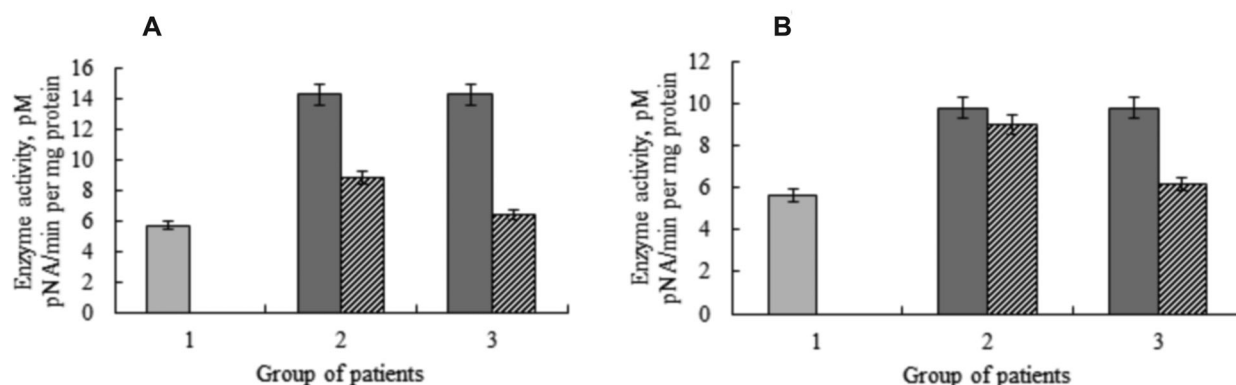 A
Enzyme activity, pM
pNA/min per mg protein
16
14
12
10
8
6
4
2
0
1 2 3
Group of patients
B
Enzyme activity, pM
pNA/min per mg protein
12
10
8
6
4
2
0
1 2 3
Group of patients